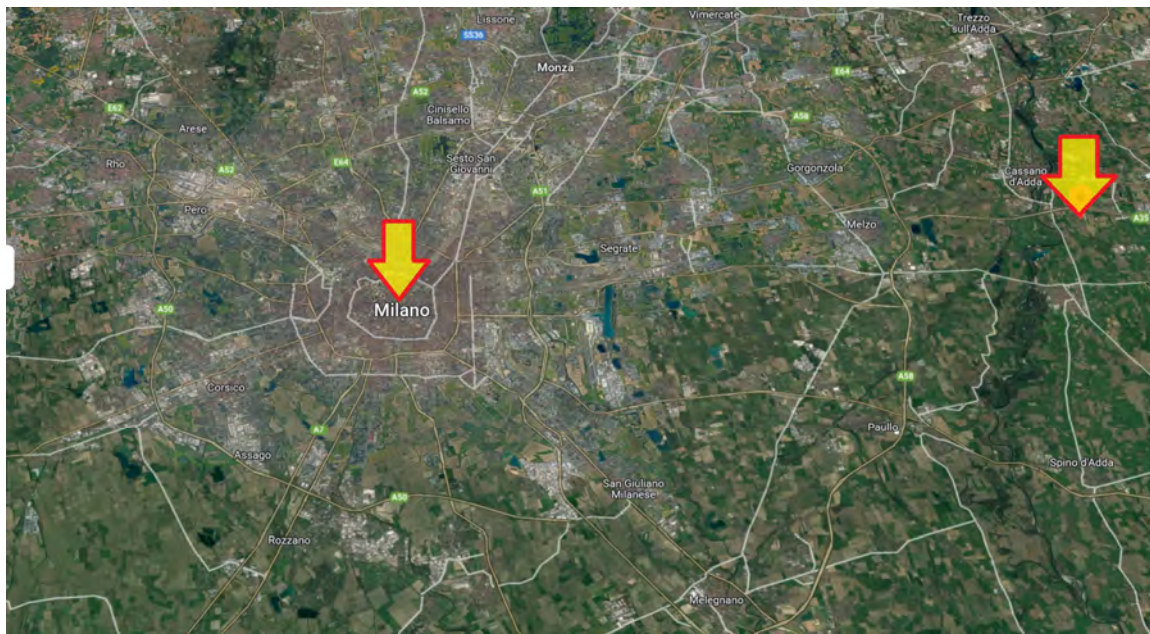 Lissone
SS36
Vimercate
Trezzo
sull'Adda
Monza
E64
A52
E62
Cinisello
Balsamo
A58
Arese
Rho
E64
A52
Sesto San
Giovanni
Gorgonzola
Cassano
d'Adda
A51
Pero
A35
Melzo
Segrate
Milano
A50
A58
Corsico
A7
Paullo
Assago
Spino d'Adda
San Giuliano
Milanese
A50
Rozzano
Melegnano